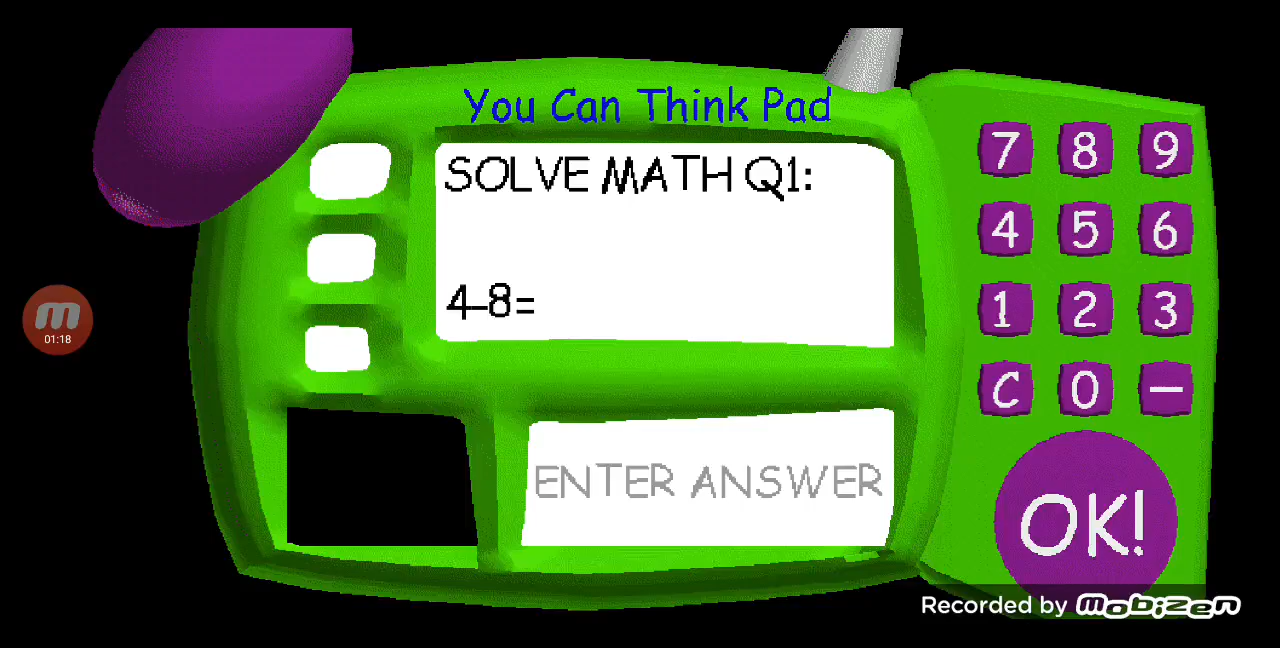 You Can Think Pad
SOLVE MATH Q1:
4-8=
ENTER ANSWER
7 8 9
4 5 6
1 2 3
C 0 -
OK!
01:18
Recorded by Mobizen